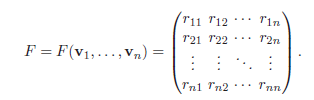 F = F(v₁, . . . , vₙ) = ( r₁₁ r₁₂ ··· r₁ₙ
r₂₁ r₂₂ ··· r₂ₙ
⋮ ⋮ ⋱ ⋮
rₙ₁ rₙ₂ ··· rₙₙ ) .